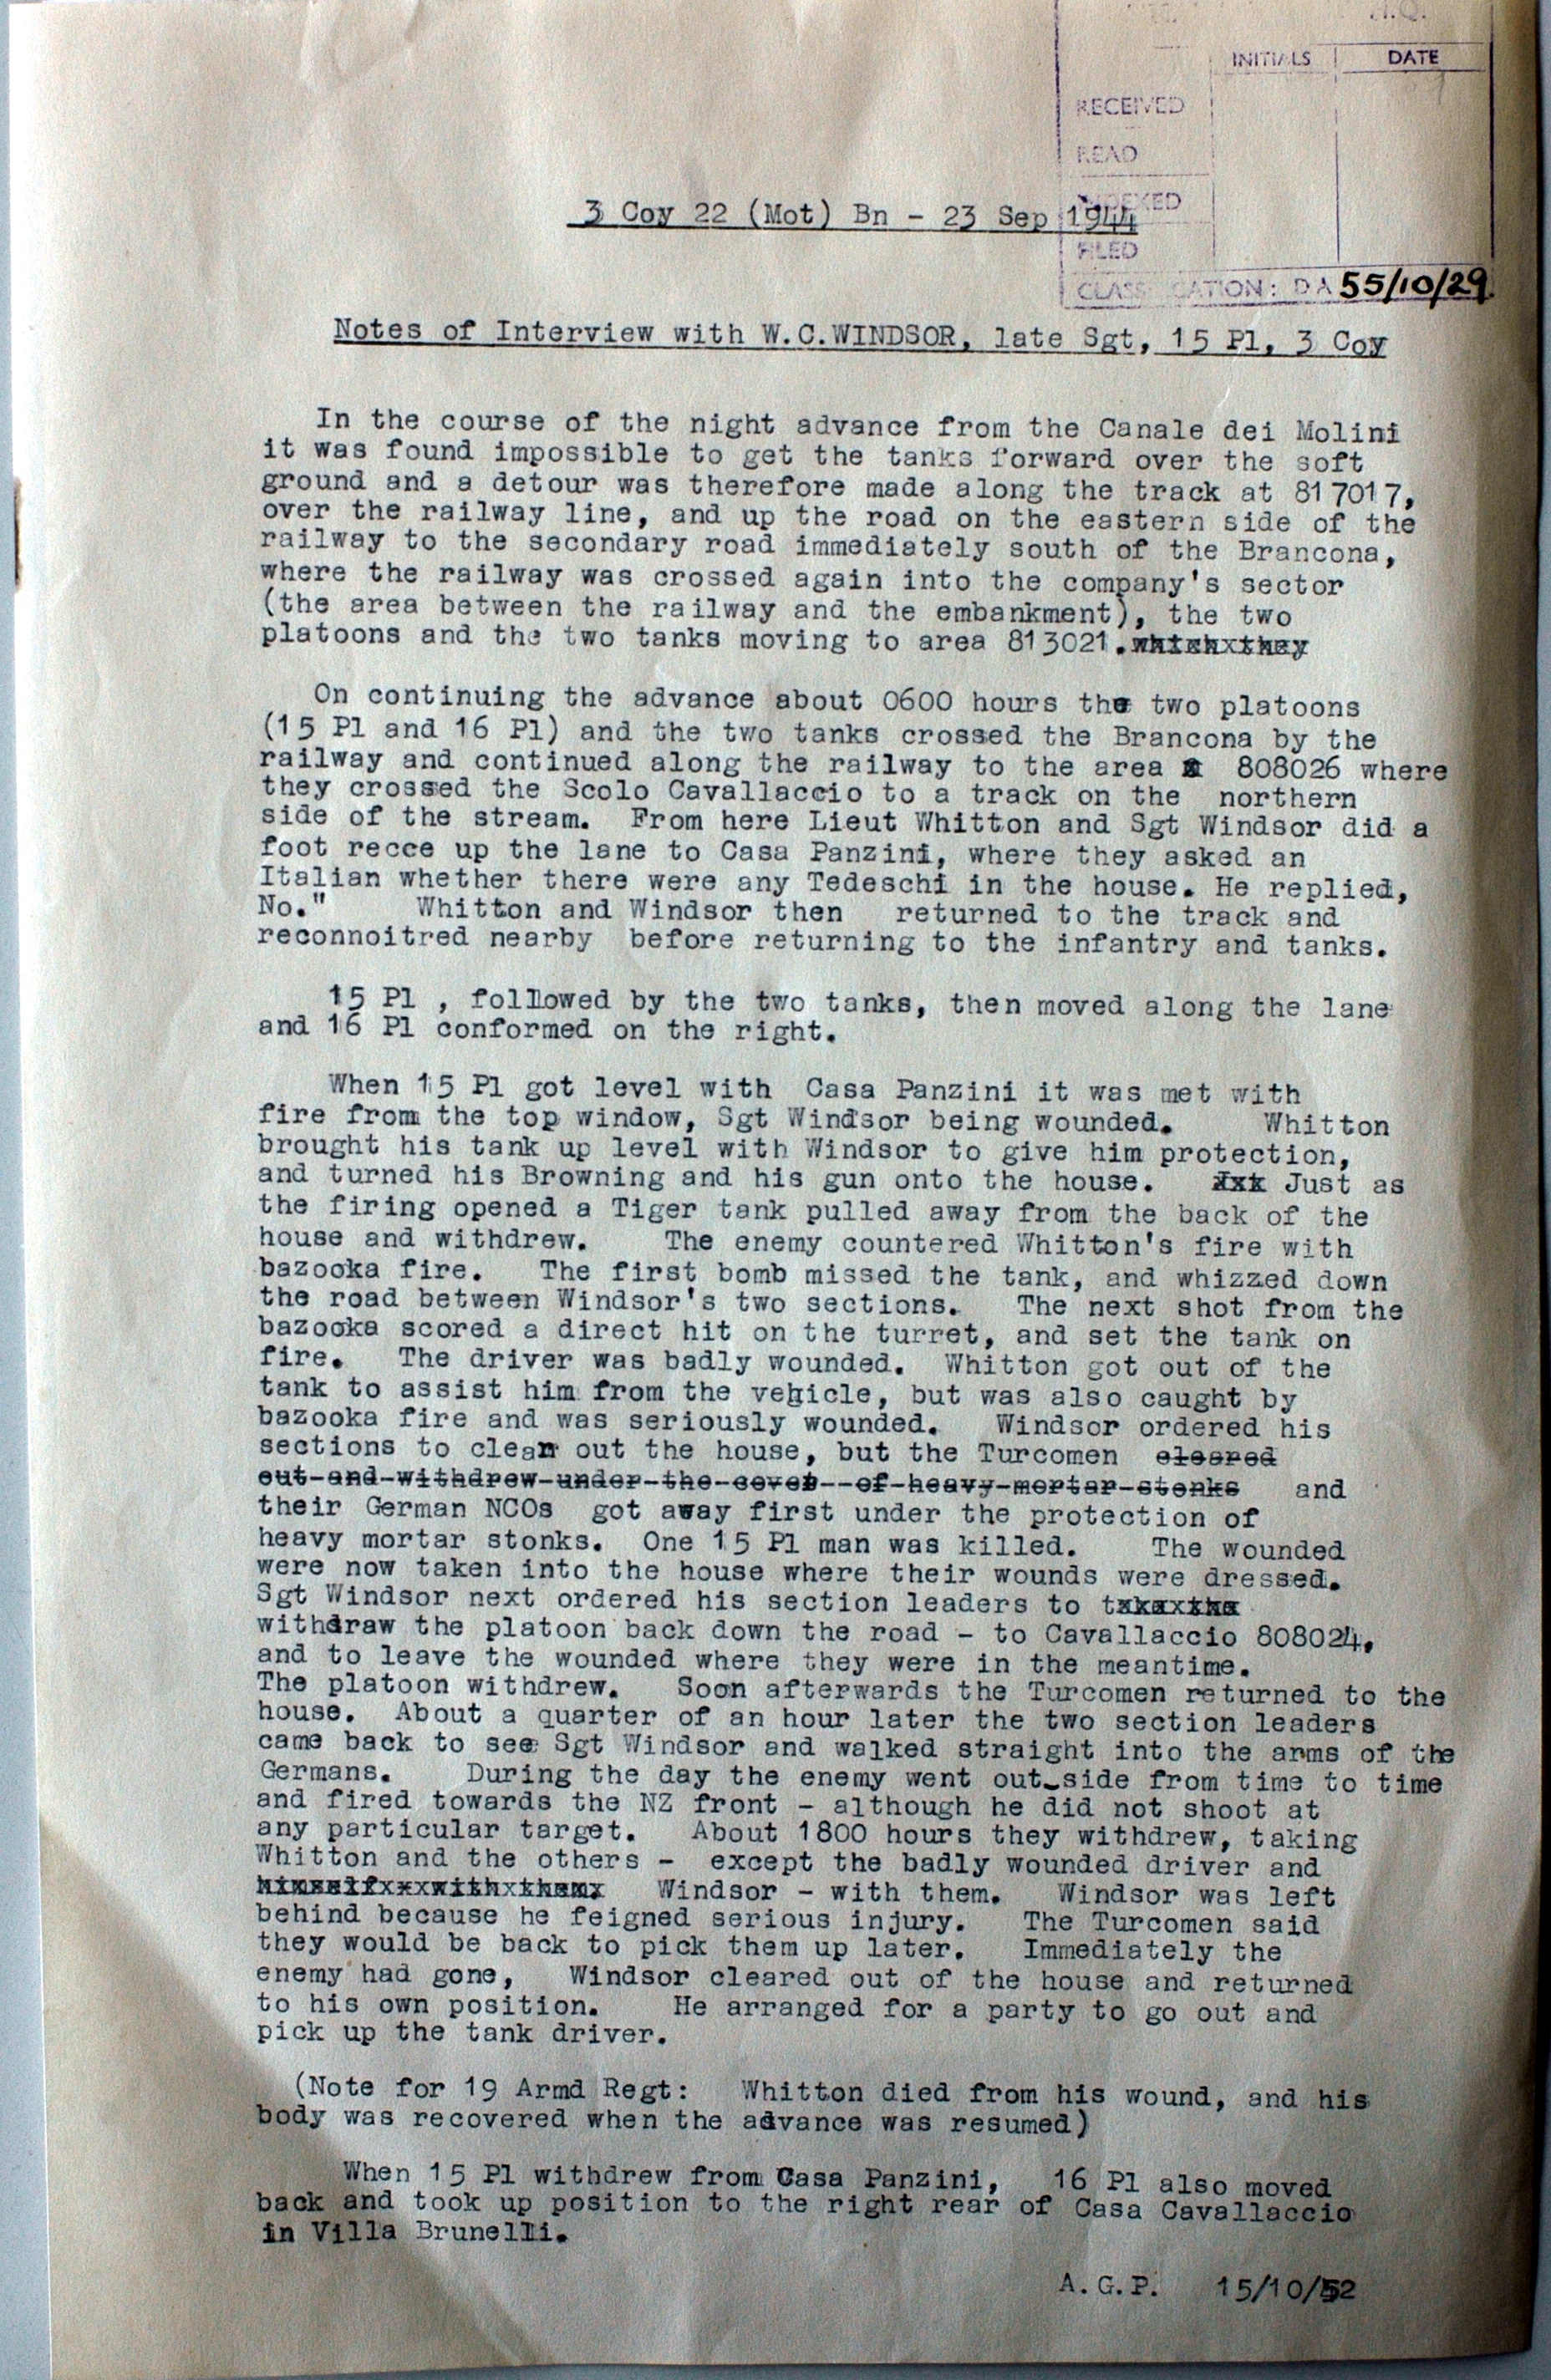 H.Q.
INITIALS DATE
RECEIVED
READ
INDEXED
3 Coy 22 (Mot) Bn - 23 Sep 1944
FILED
CLASSIFICATION: DA 55/10/29
Notes of Interview with W.C.WINDSOR, late Sgt, 15 Pl, 3 Coy
In the course of the night advance from the Canale dei Molini
it was found impossible to get the tanks forward over the soft
ground and a detour was therefore made along the track at 817017,
over the railway line, and up the road on the eastern side of the
railway to the secondary road immediately south of the Brancona,
where the railway was crossed again into the company's sector
(the area between the railway and the embankment), the two
platoons and the two tanks moving to area 813021. which they
On continuing the advance about 0600 hours the two platoons
(15 Pl and 16 Pl) and the two tanks crossed the Brancona by the
railway and continued along the railway to the area 808026 where
they crossed the Scolo Cavallaccio to a track on the northern
side of the stream. From here Lieut Whitton and Sgt Windsor did a
foot recce up the lane to Casa Panzini, where they asked an
Italian whether there were any Tedeschi in the house. He replied,
No." Whitton and Windsor then returned to the track and
reconnoitred nearby before returning to the infantry and tanks.
15 Pl , followed by the two tanks, then moved along the lane
and 16 Pl conformed on the right.
When 15 Pl got level with Casa Panzini it was met with
fire from the top window, Sgt Windsor being wounded. Whitton
brought his tank up level with Windsor to give him protection,
and turned his Browning and his gun onto the house. Just as
the firing opened a Tiger tank pulled away from the back of the
house and withdrew. The enemy countered Whitton's fire with
bazooka fire. The first bomb missed the tank, and whizzed down
the road between Windsor's two sections. The next shot from the
bazooka scored a direct hit on the turret, and set the tank on
fire. The driver was badly wounded. Whitton got out of the
tank to assist him from the vehicle, but was also caught by
bazooka fire and was seriously wounded. Windsor ordered his
sections to clean out the house, but the Turcomen cleared
out and withdrew under the cover of heavy mortar stonks and
their German NCOs got away first under the protection of
heavy mortar stonks. One 15 Pl man was killed. The wounded
were now taken into the house where their wounds were dressed.
Sgt Windsor next ordered his section leaders to take the
withdraw the platoon back down the road - to Cavallaccio 808024,
and to leave the wounded where they were in the meantime.
The platoon withdrew. Soon afterwards the Turcomen returned to the
house. About a quarter of an hour later the two section leaders
came back to see Sgt Windsor and walked straight into the arms of the
Germans. During the day the enemy went out_side from time to time
and fired towards the NZ front - although he did not shoot at
any particular target. About 1800 hours they withdrew, taking
Whitton and the others - except the badly wounded driver and
himself with them. Windsor - with them. Windsor was left
behind because he feigned serious injury. The Turcomen said
they would be back to pick them up later. Immediately the
enemy had gone, Windsor cleared out of the house and returned
to his own position. He arranged for a party to go out and
pick up the tank driver.
(Note for 19 Armd Regt: Whitton died from his wound, and his
body was recovered when the advance was resumed)
When 15 Pl withdrew from Casa Panzini, 16 Pl also moved
back and took up position to the right rear of Casa Cavallaccio
in Villa Brunelli.
A.G.P. 15/10/52